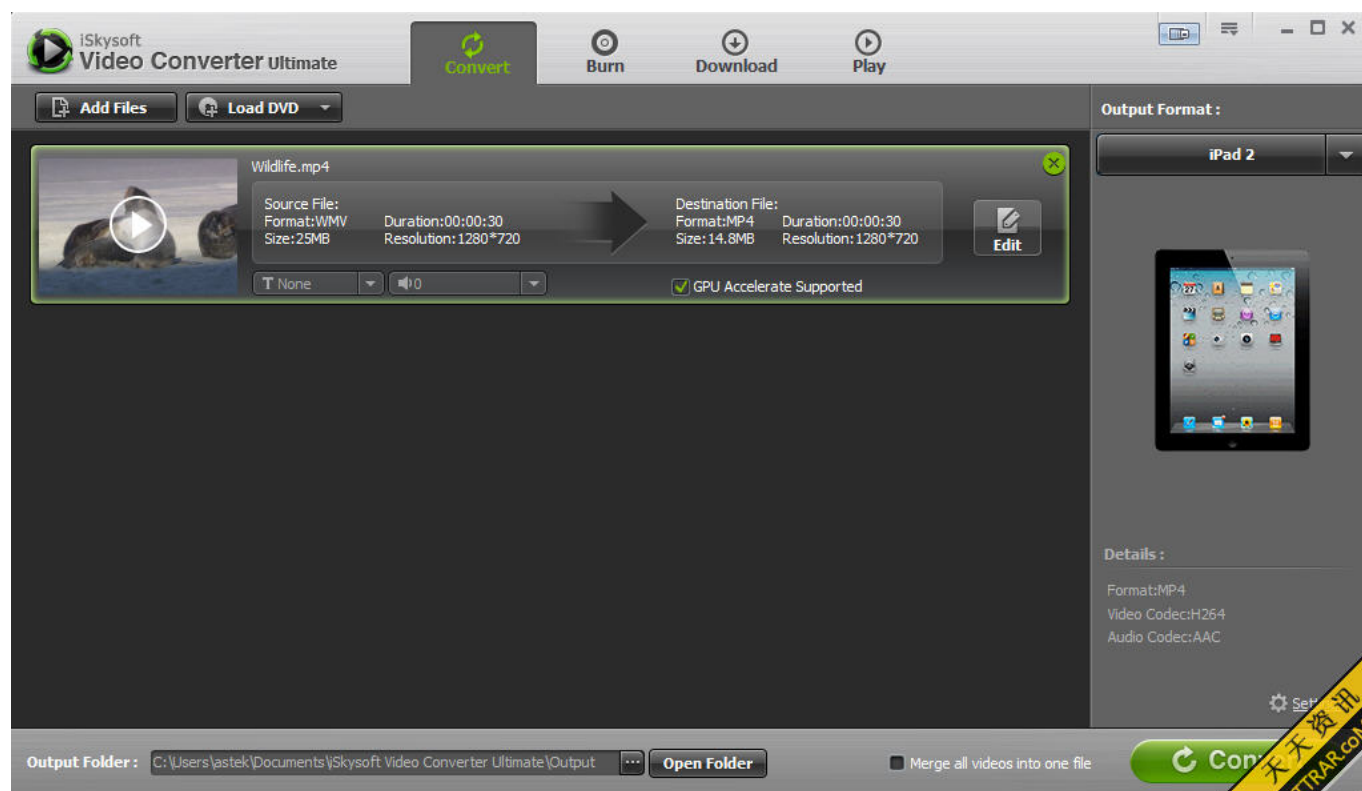 iSkysoft
Video Converter Ultimate
Convert
Burn
Download
Play
Add Files
Load DVD
Output Format :
iPad 2
Wildlife.mp4
Source File:
Format:WMV Duration:00:00:30
Size:25MB Resolution:1280*720
Destination File:
Format:MP4 Duration:00:00:30
Size:14.8MB Resolution:1280*720
Edit
T None
0
GPU Accelerate Supported
Details :
Format:MP4
Video Codec:H264
Audio Codec:AAC
Output Folder : C:\Users\astek\Documents\iSkysoft Video Converter Ultimate\Output ... Open Folder
Merge all videos into one file
天天资讯